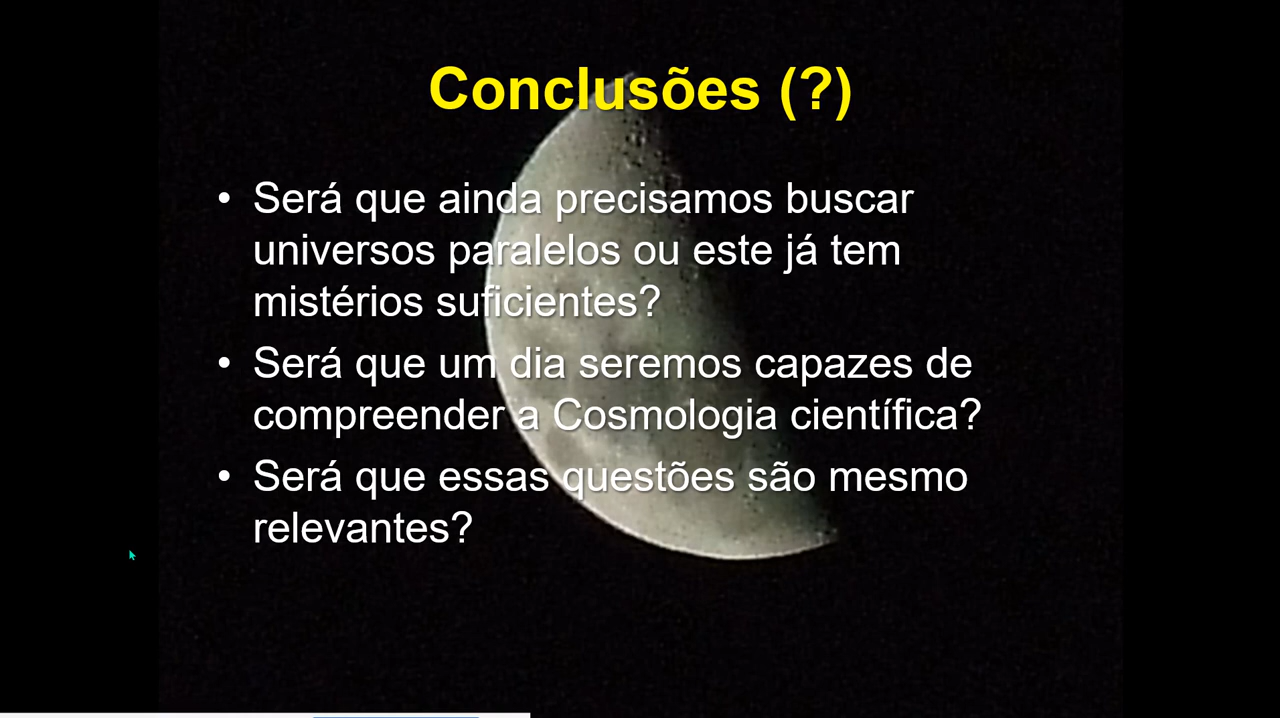 Conclusões (?)
• Será que ainda precisamos buscar
universos paralelos ou este já tem
mistérios suficientes?
• Será que um dia seremos capazes de
compreender a Cosmologia científica?
• Será que essas questões são mesmo
relevantes?